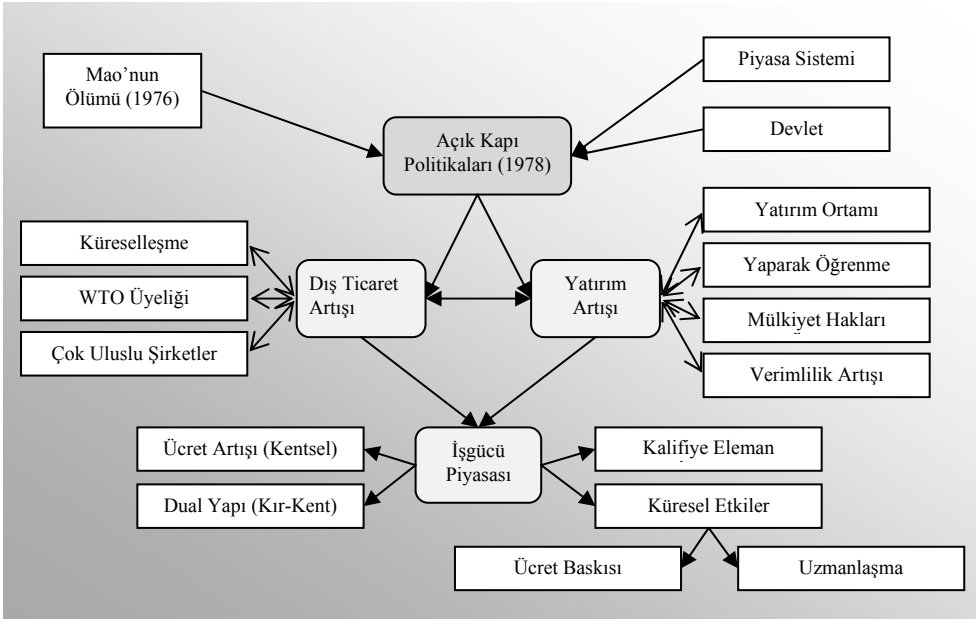 Mao’nun
Ölümü (1976)
Piyasa Sistemi
Devlet
Açık Kapı
Politikaları (1978)
Küreselleşme
WTO Üyeliği
Çok Uluslu Şirketler
Dış Ticaret
Artışı
Yatırım
Artışı
Yatırım Ortamı
Yaparak Öğrenme
Mülkiyet Hakları
Verimlilik Artışı
Ücret Artışı (Kentsel)
Dual Yapı (Kır-Kent)
İşgücü
Piyasası
Kalifiye Eleman
Küresel Etkiler
Ücret Baskısı
Uzmanlaşma